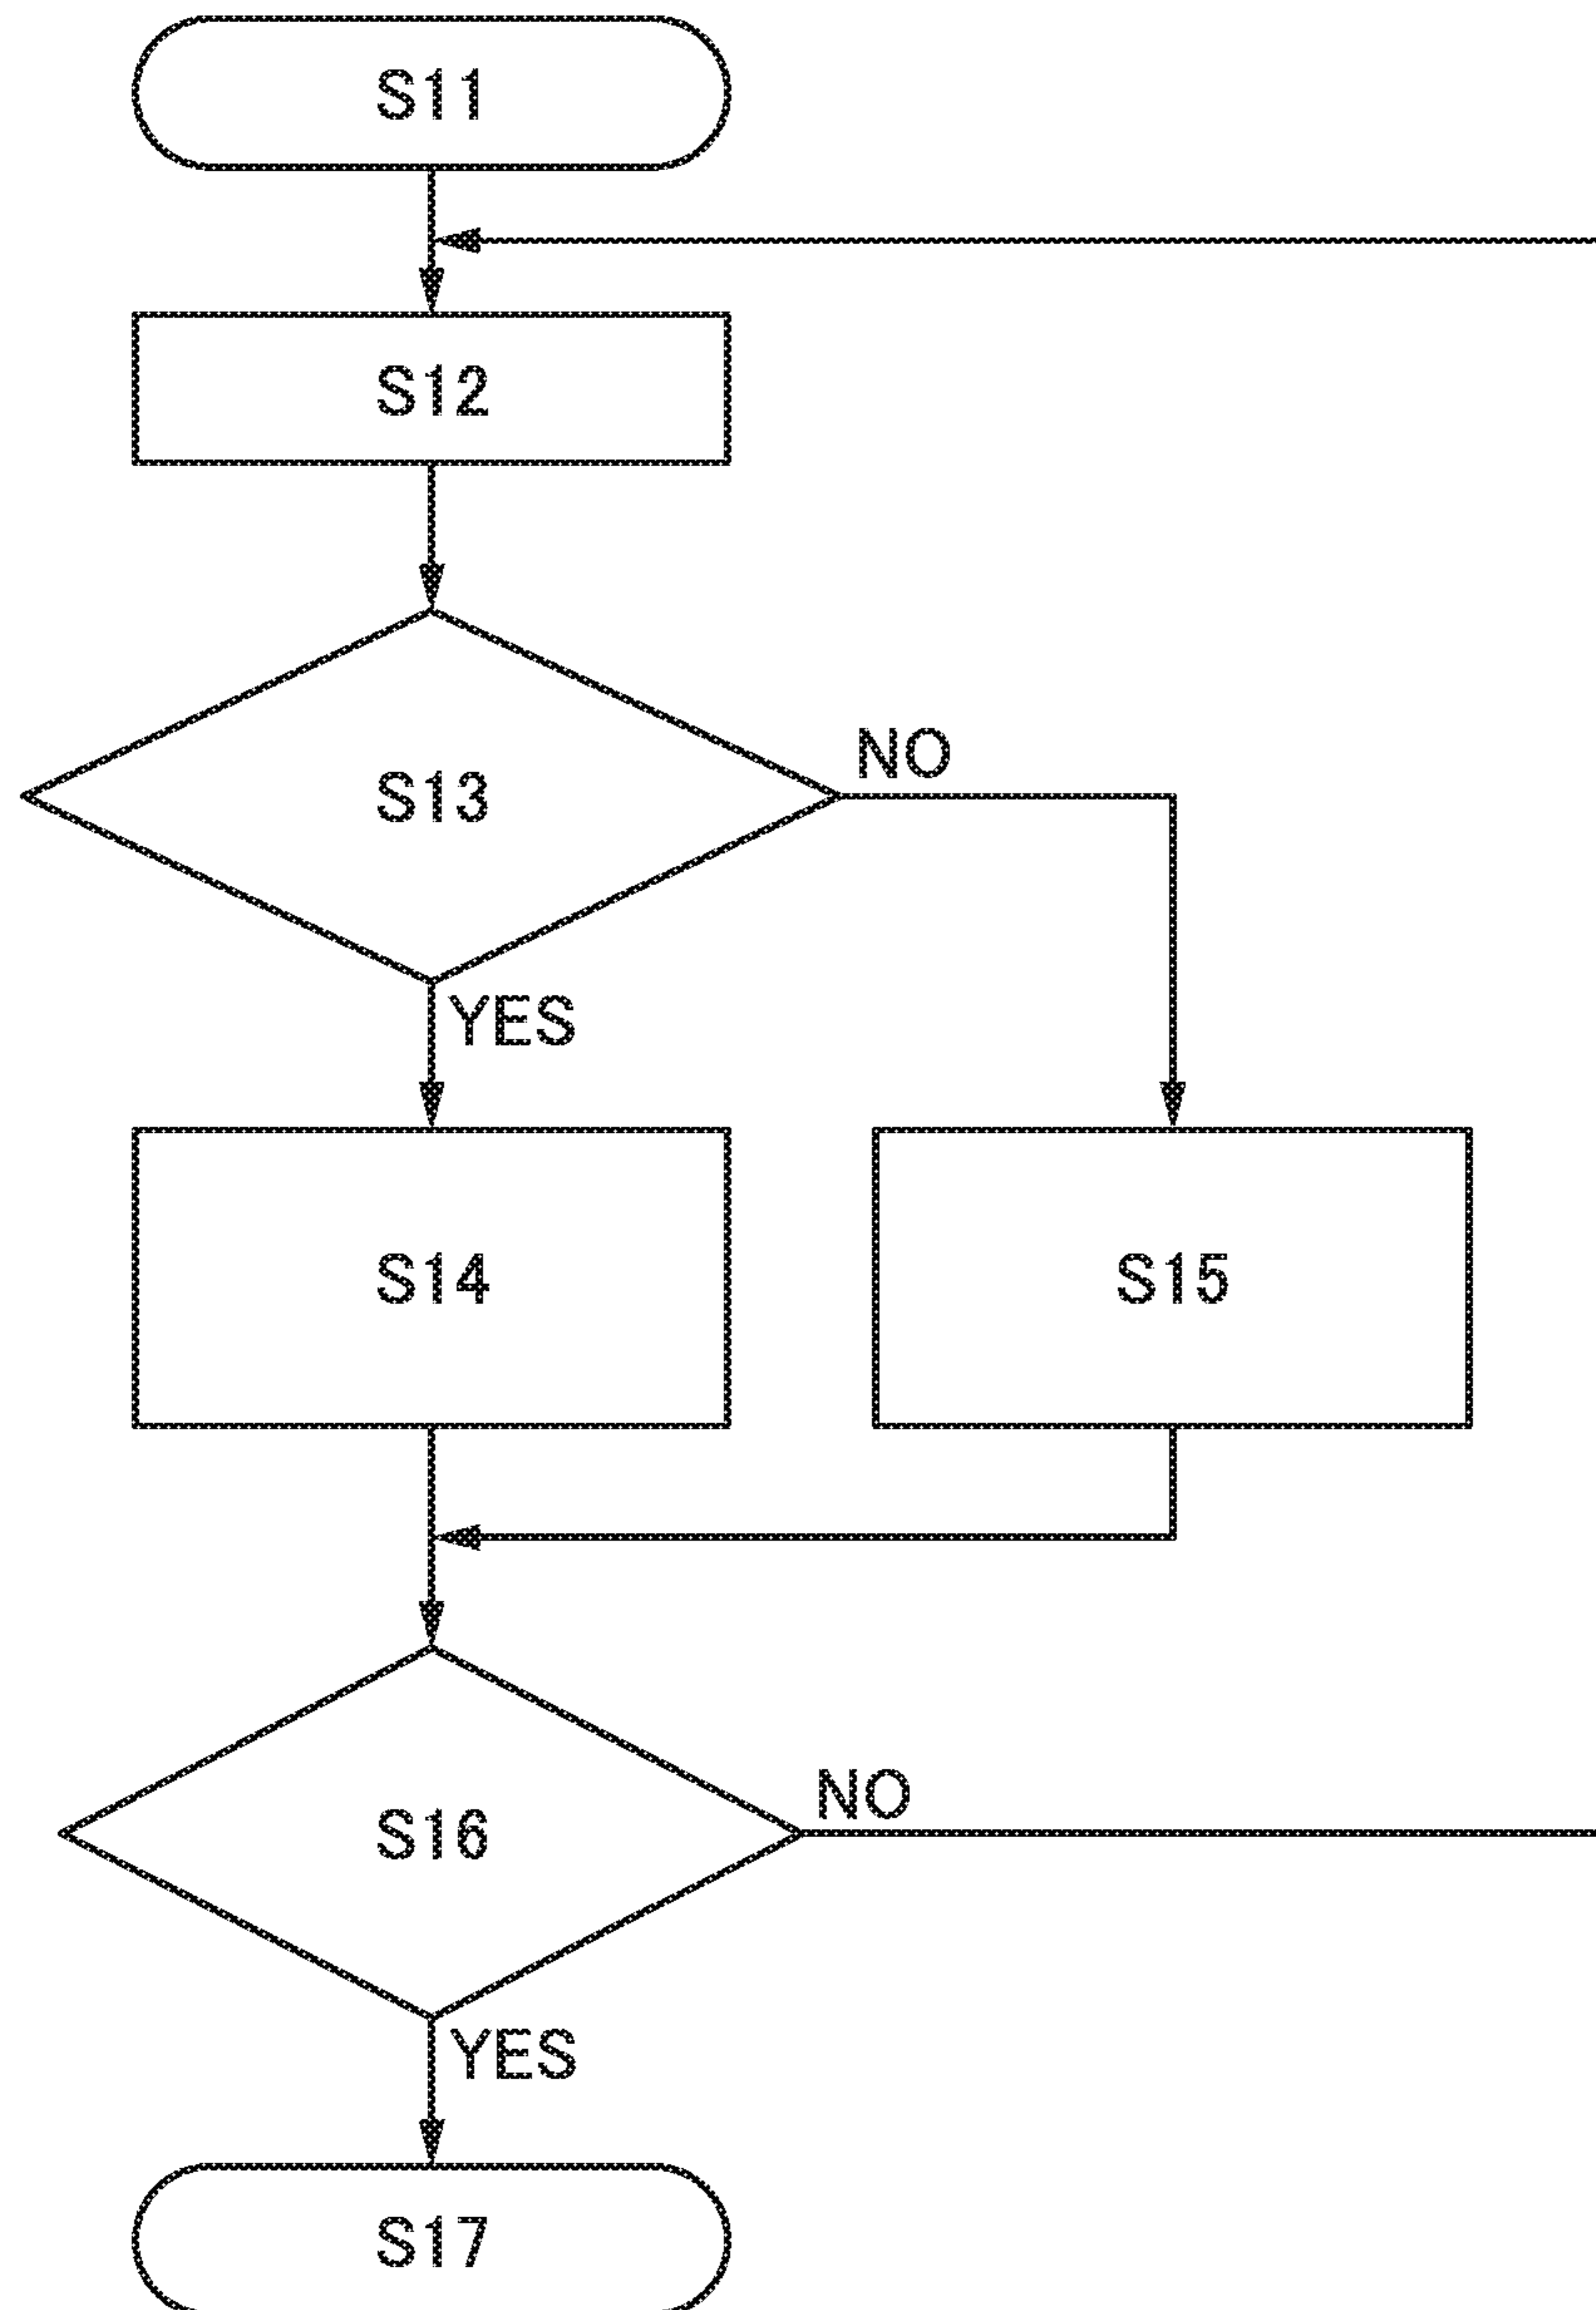 S11
S12
S13
NO
YES
S14
S15
S16
NO
YES
S17